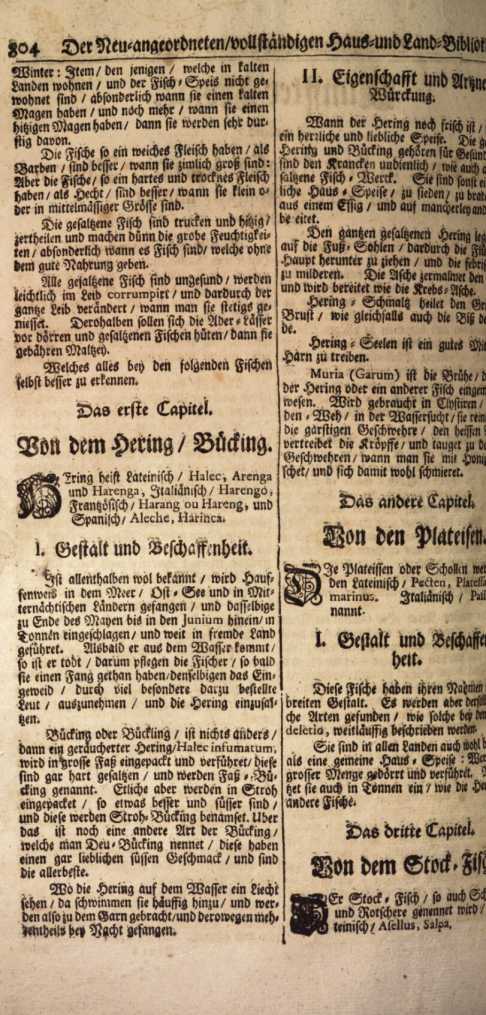 804 Der Neu-angeordneten/vollständigen Haus-und Land-Biblioth
Winter: Item/ den jenigen / welche in kalten
Landen wohnen / und der Fisch-Speis nicht ge-
wohnet sind / absonderlich wann sie einen kalten
Magen haben / und noch mehr / wann sie einen
hitzigen Magen haben / dann sie werden sehr dur-
stig davon.
Die Fische so ein weiches Fleisch haben / als
Barben / sind besser / wann sie zimlich groß sind:
Aber die Fische / so ein hartes und trocknes Fleisch
haben / als Hecht / sind besser / wann sie klein o-
der in mittelmässiger Grösse sind.
Die gesaltzene Fisch sind trucken und hitzig /
zertheilen und machen dünn die grobe Feuchtigkei-
ten / absonderlich wann es Fisch sind/ welche ohne
dem gute Nahrung geben.
Alle gesaltzene Fisch sind ungesund / werden
leichtlich im Leib corrumpirt / und dardurch der
gantze Leib verändert / wann man sie stetigs ge-
niesset. Derohalben sollen sich die Ader-Lässer
vor dörren und gesaltzenen Fischen hüten / dann sie
gebähren Maltzey.
Welches alles bey den folgenden Fischen
selbst besser zu erkennen.
Das erste Capitel.
Von dem Hering / Bücking.
HEring heist Lateinisch / Halec, Arenga
und Harenga, Italiänisch / Harengo,
Frantzösisch / Harang ou Hareng, und
Spanisch / Aleche, Harinca.
I. Gestalt und Beschaffenheit.
Ist allenthalben wol bekannt / wird Hauf-
fenweis in dem Meer / Ost-See und in Mit-
ternächtischen Ländern gefangen / und dasselbige
zu Ende des Mayen bis in den Junium hinein/ in
Tonnen eingeschlagen / und weit in fremde Land
geführet. Alsbald er aus dem Wasser kommt /
so ist er todt / darum pflegen die Fischer / so bald
sie einen Fang gethan haben/ denselbigen das Ein-
geweid / durch viel besondere darzu bestellte
Leut / auszunehmen / und die Hering einzusal-
tzen.
Bücking oder Bückling / ist nichts anders /
dann ein geräucherter Hering/ Halec infumatum,
wird in grosse Faß eingepackt und verführet/ diese
sind gar hart gesaltzen / und werden Faß-Bü-
cking genannt. Etliche aber werden in Stroh
eingepacket / so etwas besser und süsser sind /
und diese werden Stroh-Bücking benamset. Uber
das ist noch eine andere Art der Bücking /
welche man Deu-Bücking nennet / diese haben
einen gar lieblichen süssen Geschmack / und sind
die allerbeste.
Wo die Hering auf dem Wasser ein Liecht
sehen / da schwimmen sie häuffig hinzu / und wer-
den also zu dem Garn gebracht/ und derowegen meh-
rentheils bey Nacht gefangen.
II. Eigenschafft und Artzne
Würckung.
Wann der Hering noch frisch ist /
ein herrliche und liebliche Speise. Die g
Hering und Bücking gehören für Gesun
sind den Krancken undienlich / wie auch a
saltzene Fisch-Werck. Sie sind sonst ei
liche Haus-Speise / zu sieden / zu brat
aus einem Essig / und auf mancherley and
be eitet.
Den gantzen gesaltzenen Hering leg
auf die Fuß-Sohlen / dardurch die Flü
Haupt herunter zu ziehen / und die febris
zu milderen. Die Asche zermalmet den
und wird bereitet wie die Krebs-Asche.
Hering-Schmaltz heilet den Gri
Brust / wie gleichfalls auch die Biß de
de.
Hering-Seelen ist ein gutes Mit
Harn zu treiben.
Muria (Garum) ist die Brühe / d
der Hering oder ein anderer Fisch eingem
wesen. Wird gebraucht in Clystiren /
den-Weh / in der Wassersucht/ sie rein
die garstigen Geschwehre / den heissen
vertreibet die Kröpffe / und tauget zu de
Geschwehren / wann man sie mit Honi
schet / und sich damit wohl schmieret.
Das andere Capitel.
Von den Plateisen.
DIe Plateissen oder Schollen wer
den Lateinisch / Pecten, Platess
marinus. Italiänisch / Pass
nannt.
I. Gestalt und Beschaffen
heit.
Diese Fische haben ihren Nahmen
breiten Gestalt. Es werden aber dersel
che Arten gefunden / wie solche bey den
deletio, weitläuffig beschrieben werden.
Sie sind in allen Landen auch wohl b
als eine gemeine Haus-Speise: Wer
grosser Menge gedörrt und verführet.
tzet sie auch in Tonnen ein / wie die He
andere Fische.
Das dritte Capitel.
Von dem Stock-Fisch
DEr Stock-Fisch / so auch Sch
und Rotschere genennet wird /
teinisch / Asellus, Salpa,